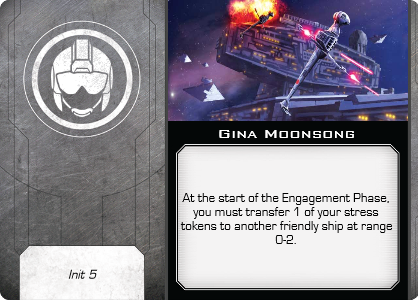 Gina Moonsong
At the start of the Engagement Phase,
you must transfer 1 of your stress
tokens to another friendly ship at range
0-2.
Init 5